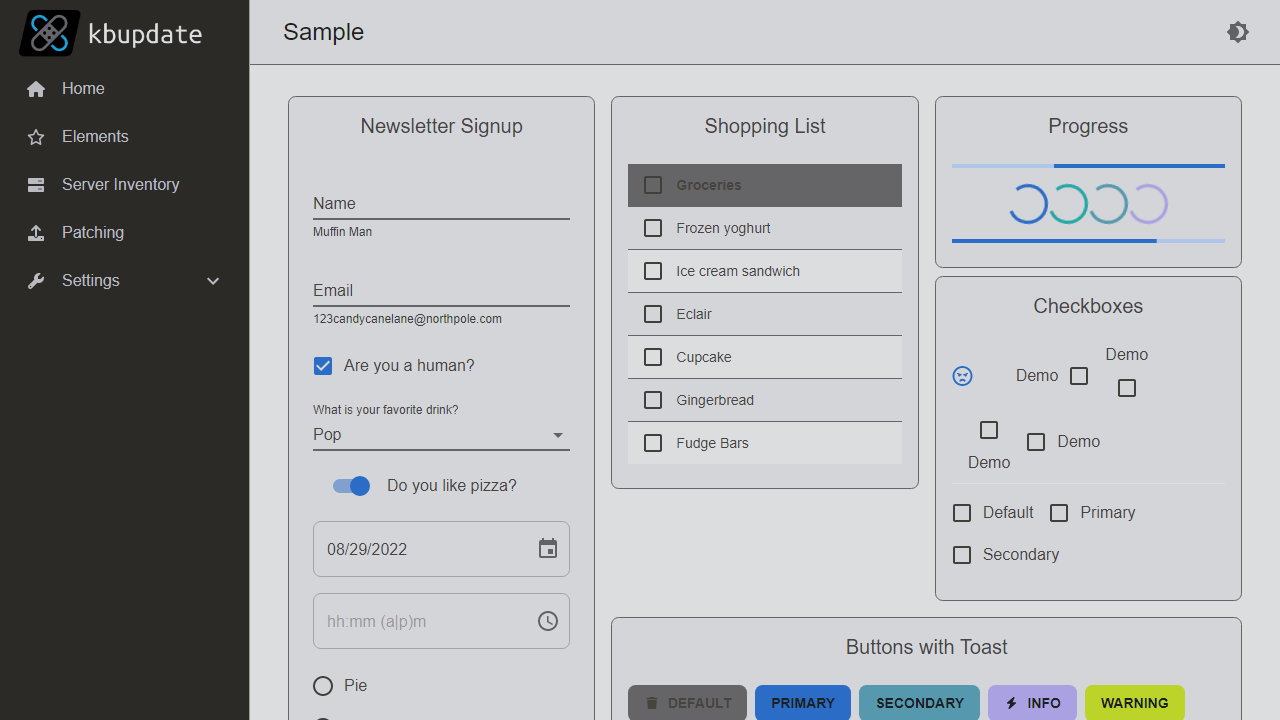 kbupdate
Home
Elements
Server Inventory
Patching
Settings
Sample
Newsletter Signup
Name
Muffin Man
Email
123candycanelane@northpole.com
Are you a human?
What is your favorite drink?
Pop
Do you like pizza?
08/29/2022
hh:mm (a|p)m
Pie
Shopping List
Groceries
Frozen yoghurt
Ice cream sandwich
Eclair
Cupcake
Gingerbread
Fudge Bars
Progress
Checkboxes
Demo
Demo
Demo
Demo
Default Primary
Secondary
Buttons with Toast
DEFAULT PRIMARY SECONDARY INFO WARNING